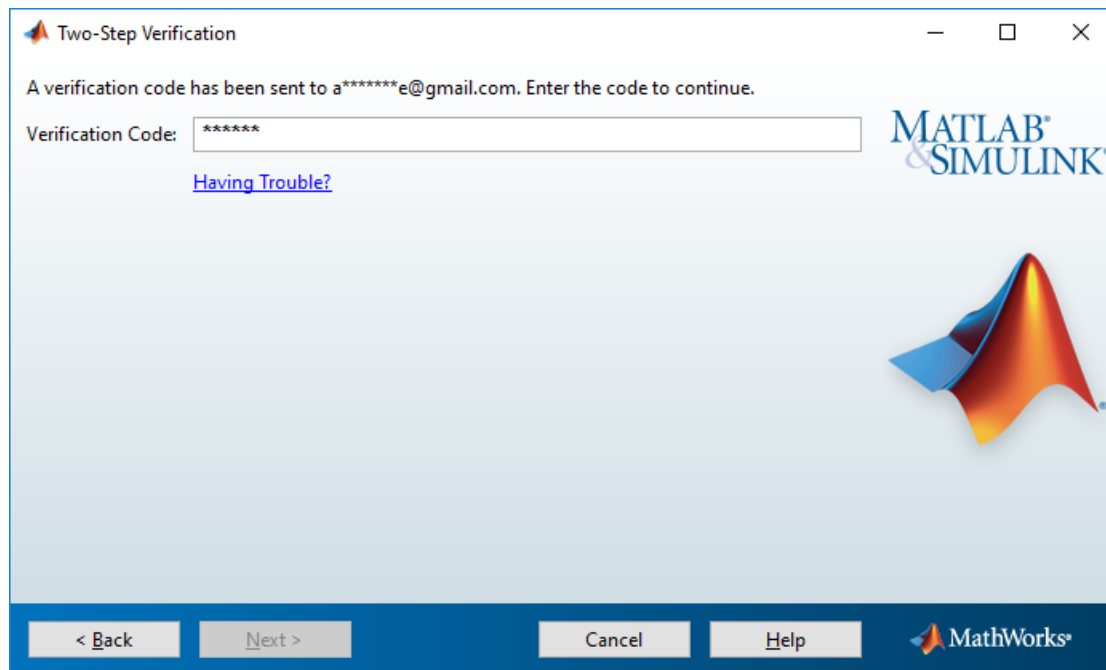 Two-Step Verification
A verification code has been sent to a*******e@gmail.com. Enter the code to continue.
Verification Code: ******
Having Trouble?
MATLAB®
&SIMULINK®
®
< Back Next > Cancel Help MathWorks®